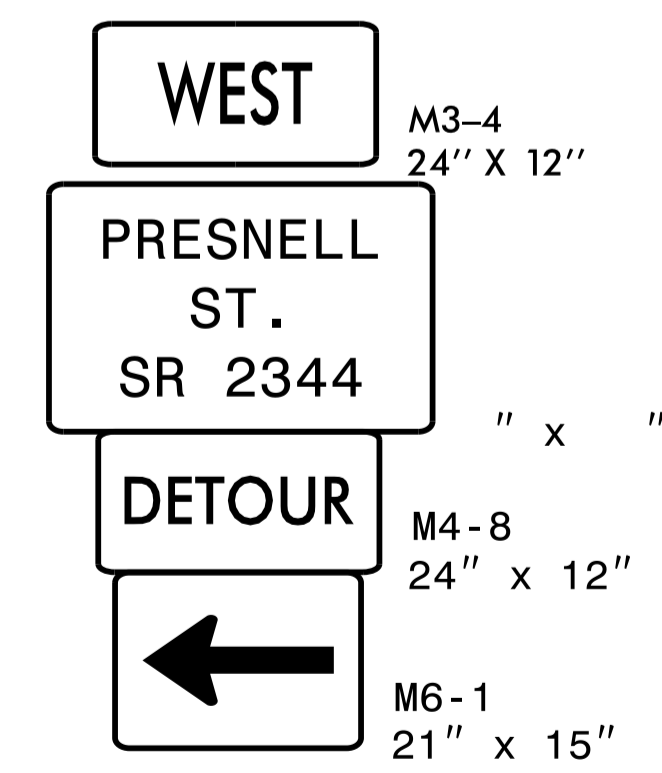 WEST
M3–4
24″ X 12″
PRESNELL
ST.
SR 2344
″ x ″
DETOUR
M4-8
24″ x 12″
M6-1
21″ x 15″